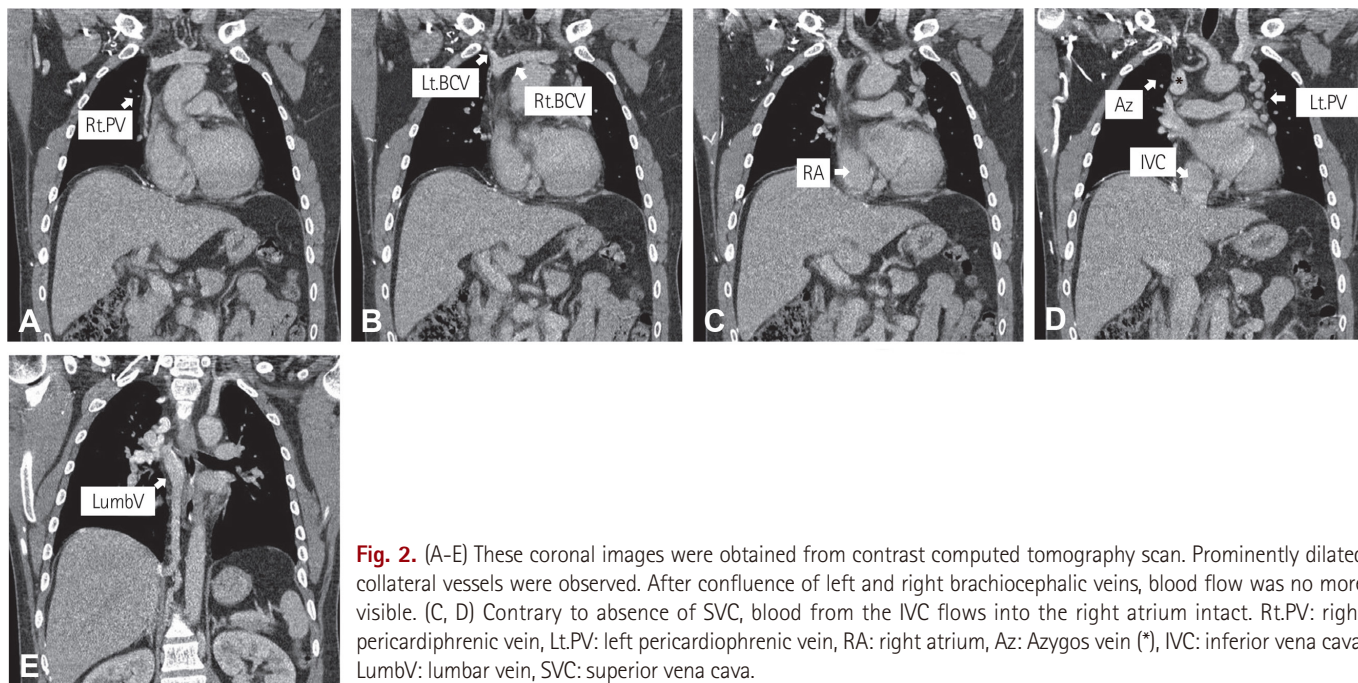 Rt.PV
A
Lt.BCV
Rt.BCV
B
RA
C
Az
*
Lt.PV
IVC
D
LumbV
E
Fig. 2. (A-E) These coronal images were obtained from contrast computed tomography scan. Prominently dilated
collateral vessels were observed. After confluence of left and right brachiocephalic veins, blood flow was no more
visible. (C, D) Contrary to absence of SVC, blood from the IVC flows into the right atrium intact. Rt.PV: righ
pericardiphrenic vein, Lt.PV: left pericardiophrenic vein, RA: right atrium, Az: Azygos vein (*), IVC: inferior vena cava
LumbV: lumbar vein, SVC: superior vena cava.